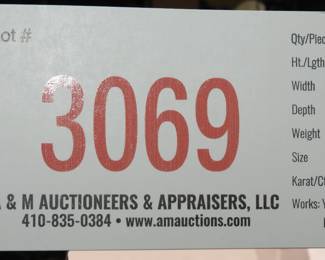 ot #
3069
& M AUCTIONEERS & APPRAISERS, LLC
410-835-0384 • www.amauctions.com
Qty/Piec
Ht./Lgth
Width
Depth
Weight
Size
Karat/Ct
Works: Y